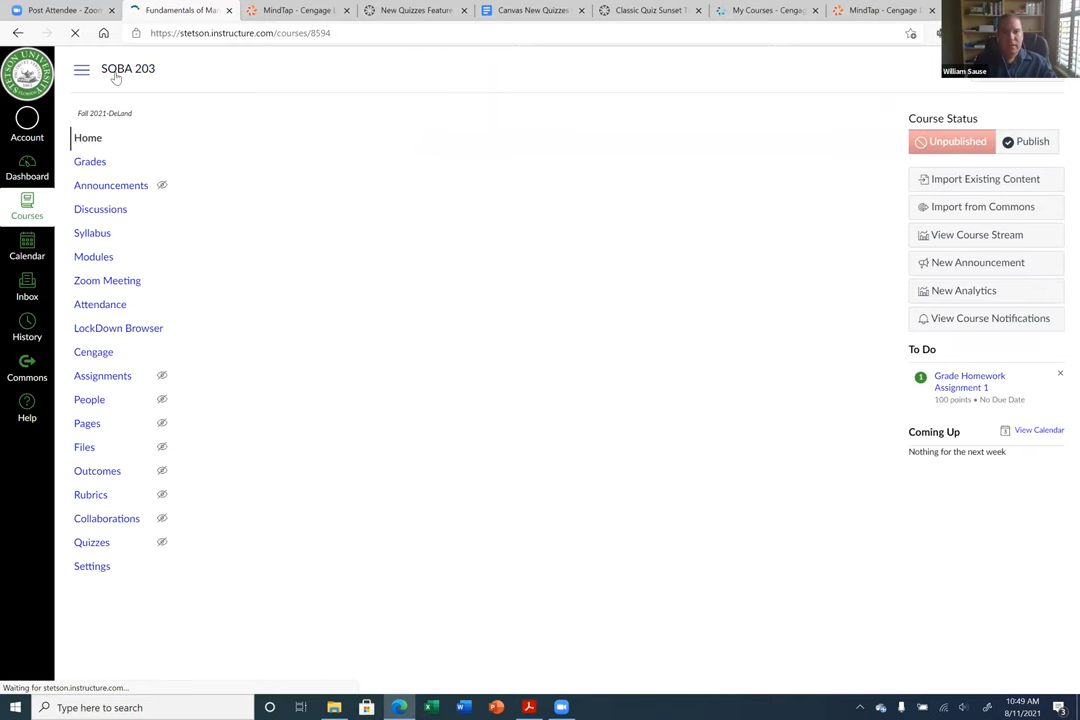 Post Attendee - Zoom
Fundamentals of Mar
MindTap - Cengage L
New Quizzes Feature
Canvas New Quizzes
Classic Quiz Sunset T
My Courses - Cengag
MindTap - Cengage L
https://stetson.instructure.com/courses/8594
William Sause
STETSON UNIVERSITY
SOBA 203
Account
Dashboard
Courses
Calendar
Inbox
History
Commons
Help
Fall 2021-DeLand
Home
Grades
Announcements
Discussions
Syllabus
Modules
Zoom Meeting
Attendance
LockDown Browser
Cengage
Assignments
People
Pages
Files
Outcomes
Rubrics
Collaborations
Quizzes
Settings
Course Status
Unpublished
Publish
Import Existing Content
Import from Commons
View Course Stream
New Announcement
New Analytics
View Course Notifications
To Do
1
Grade Homework
Assignment 1
100 points • No Due Date
Coming Up
View Calendar
Nothing for the next week
Waiting for stetson.instructure.com...
Type here to search
10:49 AM
8/11/2021
3